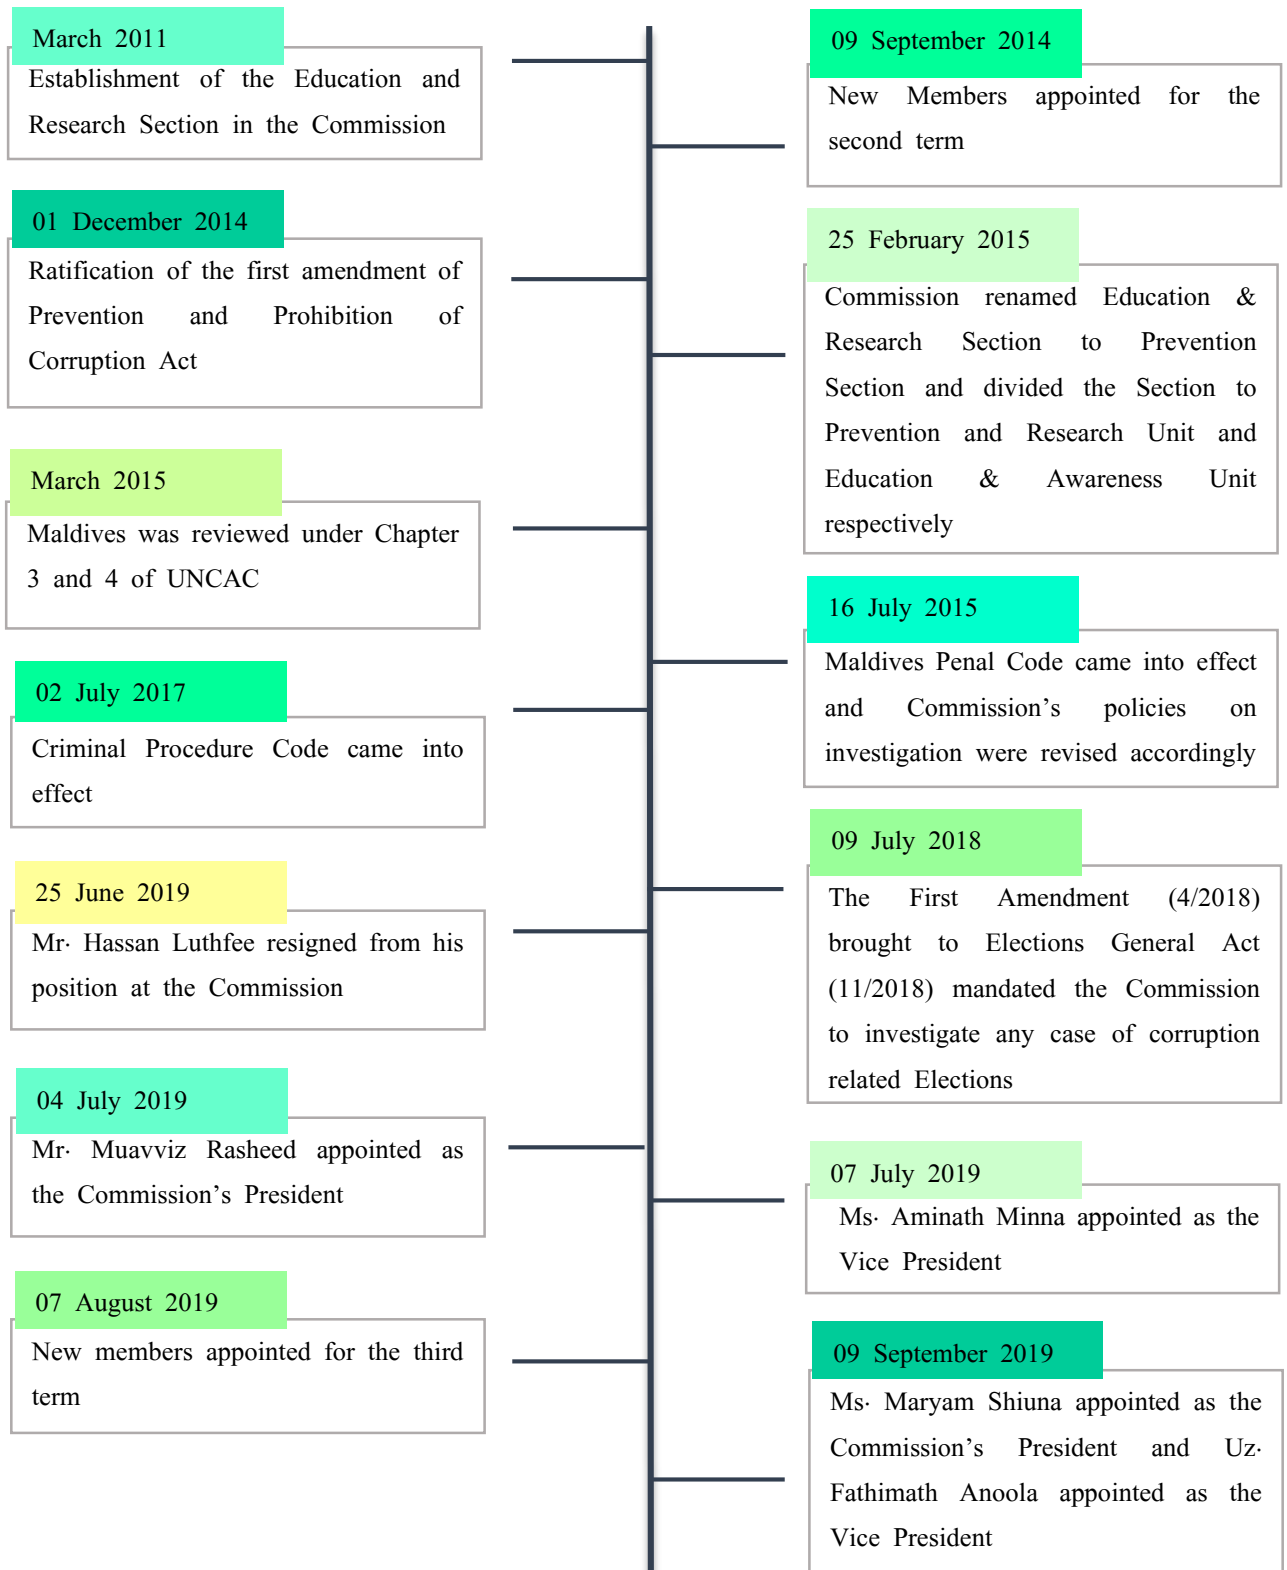 March 2011
Establishment of the Education and
Research Section in the Commission
09 September 2014
New Members appointed for the
second term
01 December 2014
Ratification of the first amendment of
Prevention and Prohibition of
Corruption Act
25 February 2015
Commission renamed Education &
Research Section to Prevention
Section and divided the Section to
Prevention and Research Unit and
Education & Awareness Unit
respectively
March 2015
Maldives was reviewed under Chapter
3 and 4 of UNCAC
16 July 2015
Maldives Penal Code came into effect
and Commission’s policies on
investigation were revised accordingly
02 July 2017
Criminal Procedure Code came into
effect
09 July 2018
The First Amendment (4/2018)
brought to Elections General Act
(11/2018) mandated the Commission
to investigate any case of corruption
related Elections
25 June 2019
Mr. Hassan Luthfee resigned from his
position at the Commission
04 July 2019
Mr. Muavviz Rasheed appointed as
the Commission’s President
07 July 2019
Ms. Aminath Minna appointed as the
Vice President
07 August 2019
New members appointed for the third
term
09 September 2019
Ms. Maryam Shiuna appointed as the
Commission’s President and Uz.
Fathimath Anoola appointed as the
Vice President